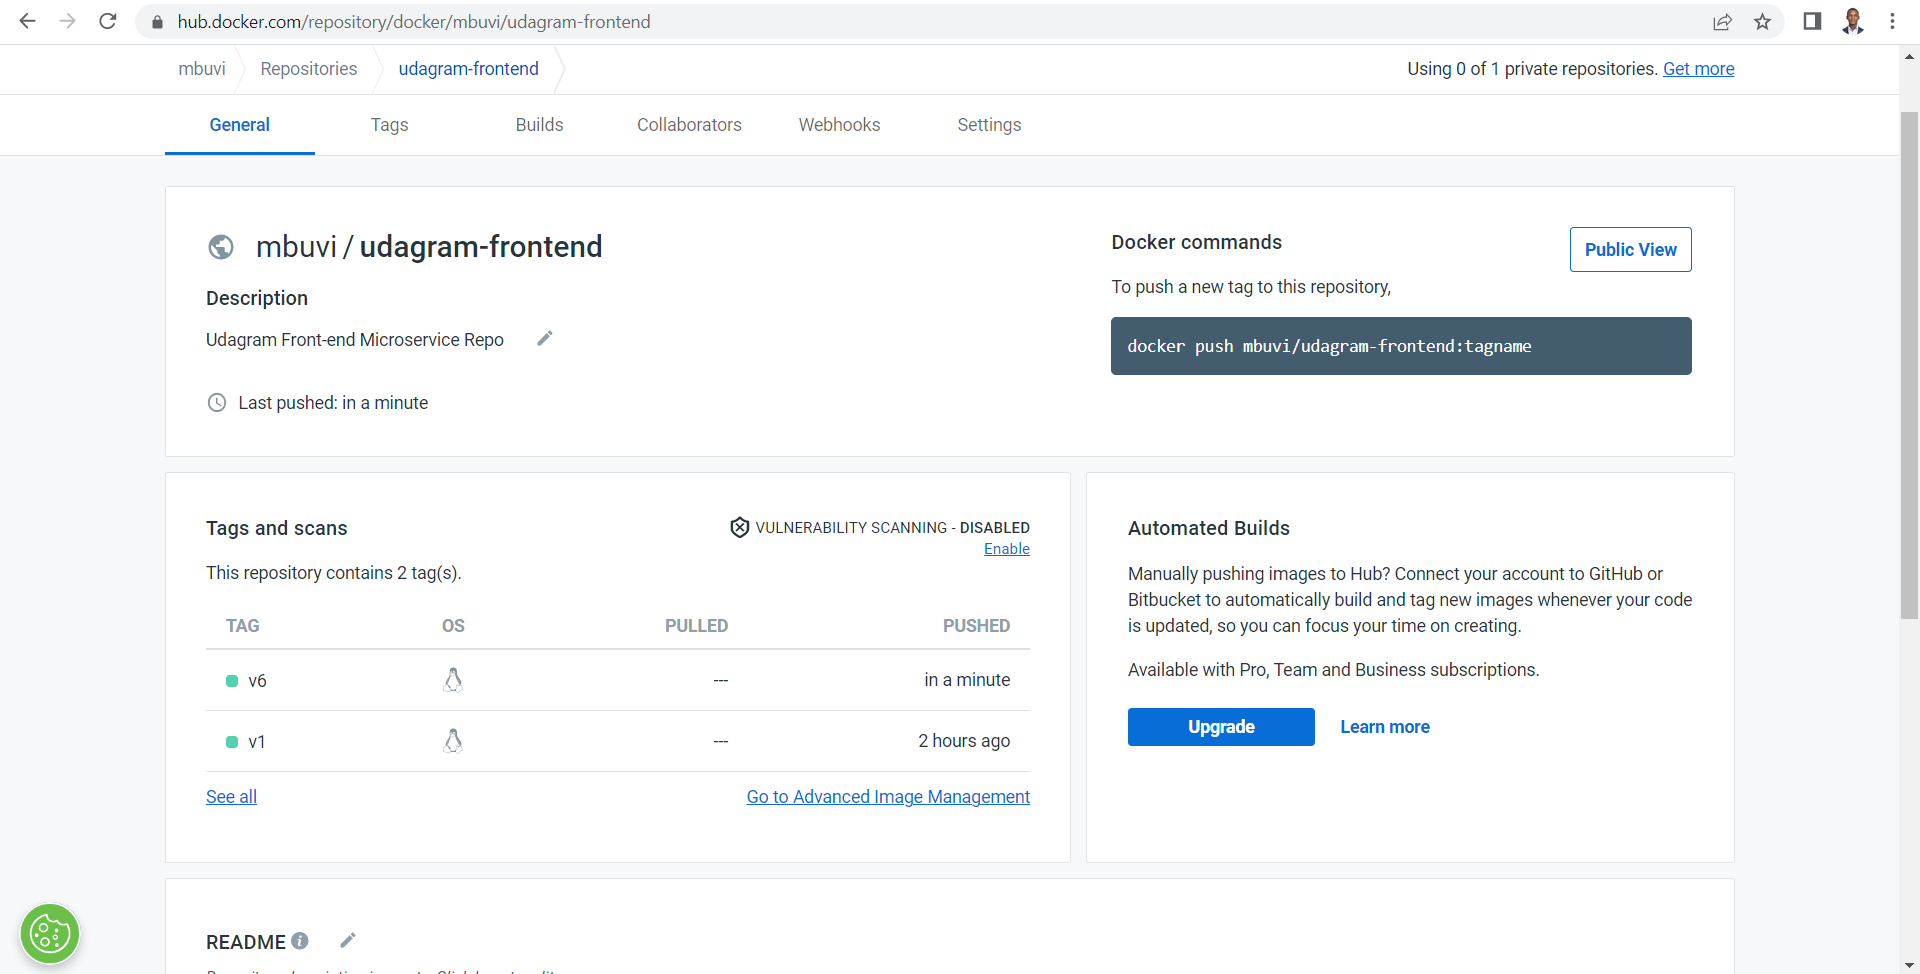 hub.docker.com/repository/docker/mbuvi/udagram-frontend
mbuvi Repositories udagram-frontend
Using 0 of 1 private repositories. Get more
General Tags Builds Collaborators Webhooks Settings
mbuvi / udagram-frontend
Description
Udagram Front-end Microservice Repo
Last pushed: in a minute
Docker commands
Public View
To push a new tag to this repository,
docker push mbuvi/udagram-frontend:tagname
Tags and scans
VULNERABILITY SCANNING - DISABLED
Enable
This repository contains 2 tag(s).
TAG OS PULLED PUSHED
v6 --- in a minute
v1 --- 2 hours ago
See all
Go to Advanced Image Management
Automated Builds
Manually pushing images to Hub? Connect your account to GitHub or
Bitbucket to automatically build and tag new images whenever your code
is updated, so you can focus your time on creating.
Available with Pro, Team and Business subscriptions.
Upgrade Learn more
README